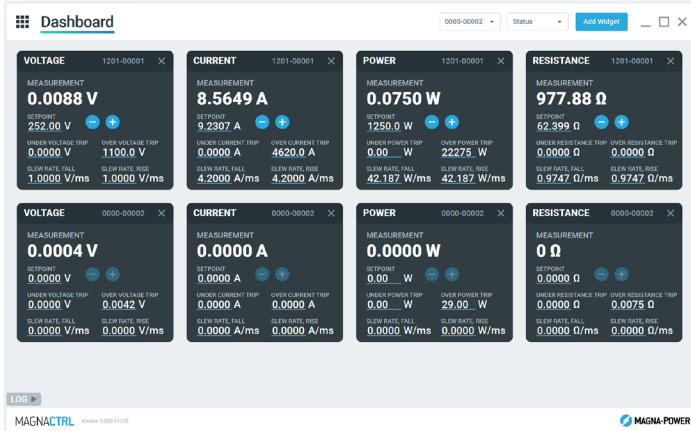 Dashboard
0000-00002
Status
Add Widget
VOLTAGE 1201-00001
MEASUREMENT
0.0088 V
SETPOINT
252.00 V
UNDER VOLTAGE TRIP OVER VOLTAGE TRIP
0.0000 V 1100.0 V
SLEW RATE, FALL SLEW RATE, RISE
1.0000 V/ms 1.0000 V/ms
CURRENT 1201-00001
MEASUREMENT
8.5649 A
SETPOINT
9.2307 A
UNDER CURRENT TRIP OVER CURRENT TRIP
0.0000 A 4620.0 A
SLEW RATE, FALL SLEW RATE, RISE
4.2000 A/ms 4.2000 A/ms
POWER 1201-00001
MEASUREMENT
0.0750 W
SETPOINT
1250.0 W
UNDER POWER TRIP OVER POWER TRIP
0.00 W 22275 W
SLEW RATE, FALL SLEW RATE, RISE
42.187 W/ms 42.187 W/ms
RESISTANCE 1201-00001
MEASUREMENT
977.88 Ω
SETPOINT
62.399 Ω
UNDER RESISTANCE TRIP OVER RESISTANCE TRIP
0.0000 Ω 0.0000 Ω
SLEW RATE, FALL SLEW RATE, RISE
0.9747 Ω/ms 0.9747 Ω/ms
VOLTAGE 0000-00002
MEASUREMENT
0.0004 V
SETPOINT
0.0000 V
UNDER VOLTAGE TRIP OVER VOLTAGE TRIP
0.0000 V 0.0042 V
SLEW RATE, FALL SLEW RATE, RISE
0.0000 V/ms 0.0000 V/ms
CURRENT 0000-00002
MEASUREMENT
0.0000 A
SETPOINT
0.0000 A
UNDER CURRENT TRIP OVER CURRENT TRIP
0.0000 A 0.0000 A
SLEW RATE, FALL SLEW RATE, RISE
0.0000 A/ms 0.0000 A/ms
POWER 0000-00002
MEASUREMENT
0.0000 W
SETPOINT
0.00 W
UNDER POWER TRIP OVER POWER TRIP
0.00 W 29.00 W
SLEW RATE, FALL SLEW RATE, RISE
0.0000 W/ms 0.0000 W/ms
RESISTANCE 0000-00002
MEASUREMENT
0 Ω
SETPOINT
0.0000 Ω
UNDER RESISTANCE TRIP OVER RESISTANCE TRIP
0.0000 Ω 0.0075 Ω
SLEW RATE, FALL SLEW RATE, RISE
0.0000 Ω/ms 0.0000 Ω/ms
LOG
MAGNACTRL Version
MAGNA-POWER